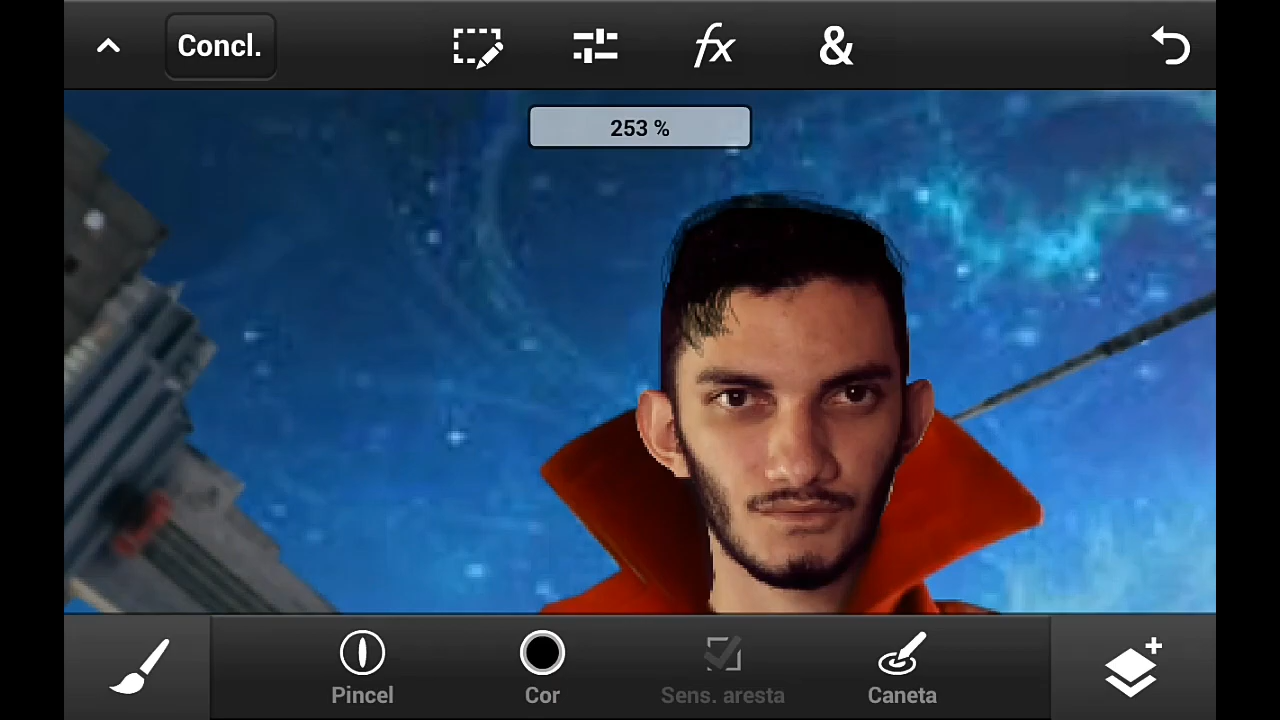 Concl.
fx
&
253 %
Pincel
Cor
Sens. aresta
Caneta